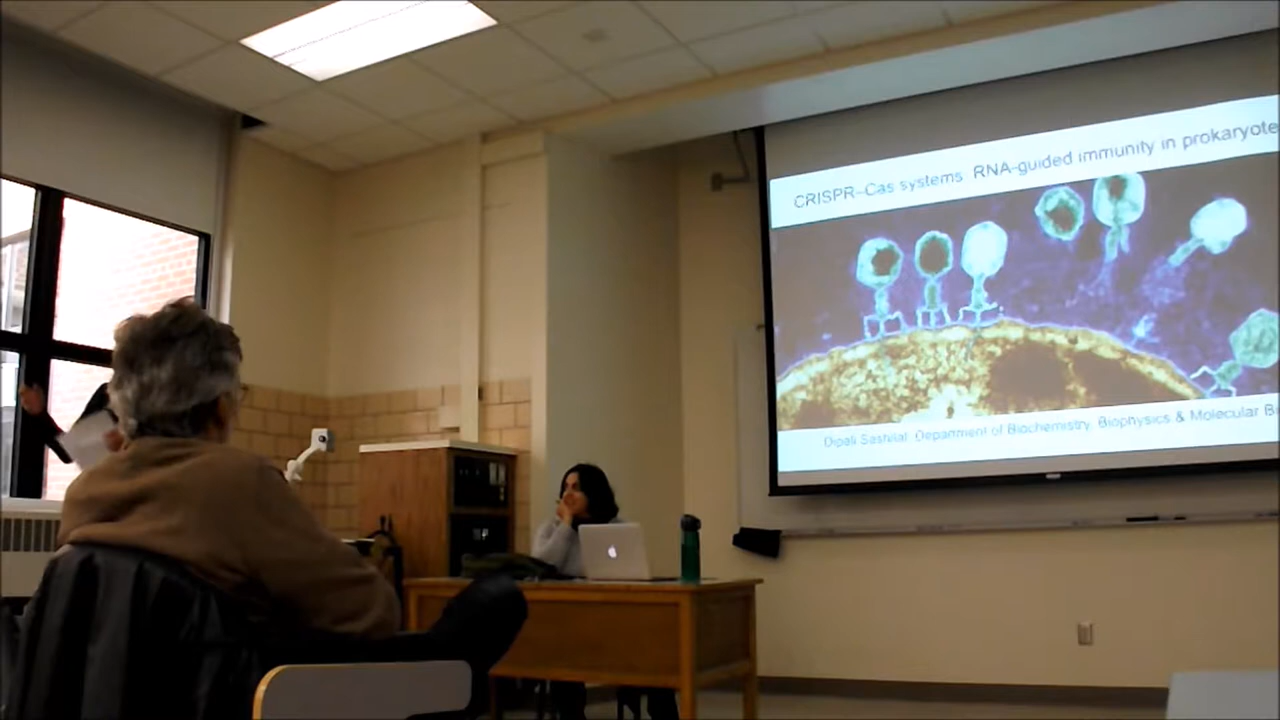 CRISPR-Cas systems: RNA-guided immunity in prokaryote
Dipali Sashital, Department of Biochemistry, Biophysics & Molecular Bi